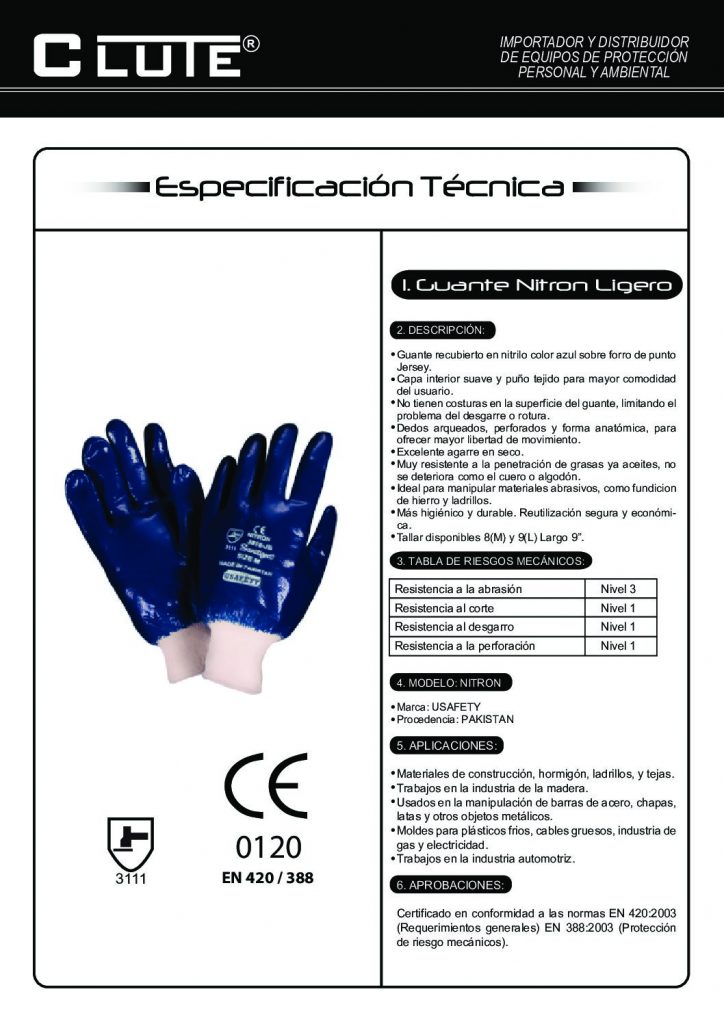 CLUTE®
IMPORTADOR Y DISTRIBUIDOR
DE EQUIPOS DE PROTECCIÓN
PERSONAL Y AMBIENTAL
Especificación Técnica
1. Guante Nitron Ligero
2. DESCRIPCIÓN:
•Guante recubierto en nitrilo color azul sobre forro de punto
Jersey.
•Capa interior suave y puño tejido para mayor comodidad
del usuario.
•No tienen costuras en la superficie del guante, limitando el
problema del desgarre o rotura.
•Dedos arqueados, perforados y forma anatómica, para
ofrecer mayor libertad de movimiento.
•Excelente agarre en seco.
•Muy resistente a la penetración de grasas ya aceites, no
se deteriora como el cuero o algodón.
•Ideal para manipular materiales abrasivos, como fundicion
de hierro y ladrillos.
•Más higiénico y durable. Reutilización segura y económi-
ca.
•Tallar disponibles 8(M) y 9(L) Largo 9”.
3. TABLA DE RIESGOS MECÁNICOS:
Resistencia a la abrasión Nivel 3
Resistencia al corte Nivel 1
Resistencia al desgarro Nivel 1
Resistencia a la perforación Nivel 1
4. MODELO: NITRON
•Marca: USAFETY
•Procedencia: PAKISTAN
5. APLICACIONES:
•Materiales de construcción, hormigón, ladrillos, y tejas.
•Trabajos en la industria de la madera.
•Usados en la manipulación de barras de acero, chapas,
latas y otros objetos metálicos.
•Moldes para plásticos frios, cables gruesos, industria de
gas y electricidad.
•Trabajos en la industria automotriz.
6. APROBACIONES:
Certificado en conformidad a las normas EN 420:2003
(Requerimientos generales) EN 388:2003 (Protección
de riesgo mecánicos).
CE
NITRON
3111
SIZE M
MADE IN PAKISTAN
USAFETY
CE
0120
EN 420 / 388
3111